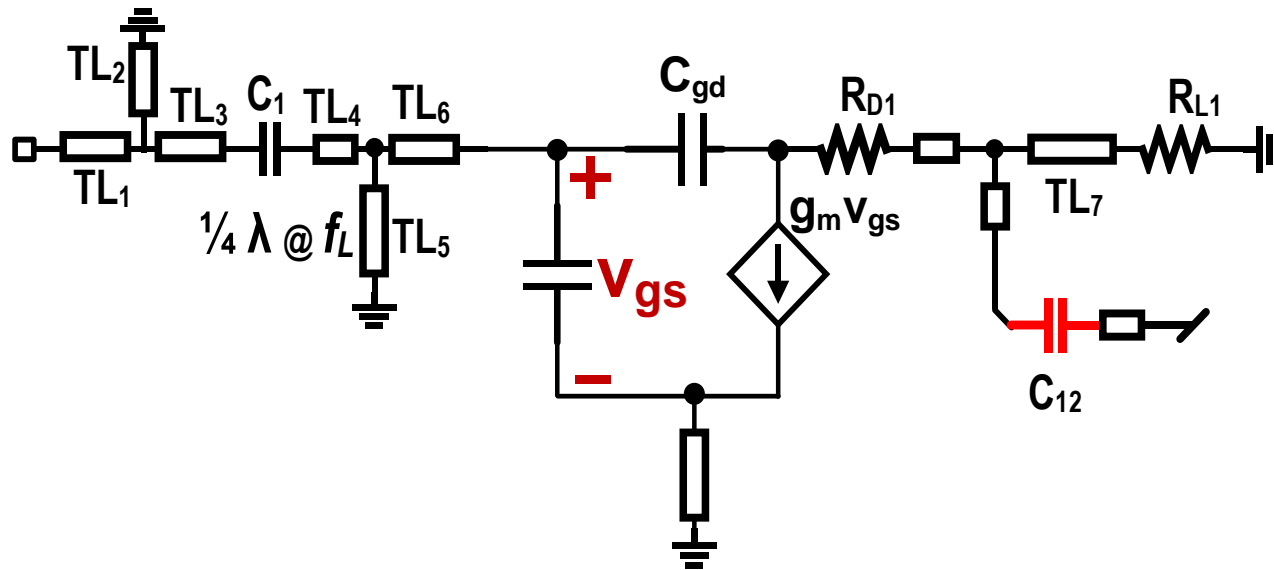 TL2
TL3
C1
TL4
TL6
Cgd
RD1
RL1
TL1
¼ λ @ fL
TL5
+
vgs
−
gmvgs
TL7
C12